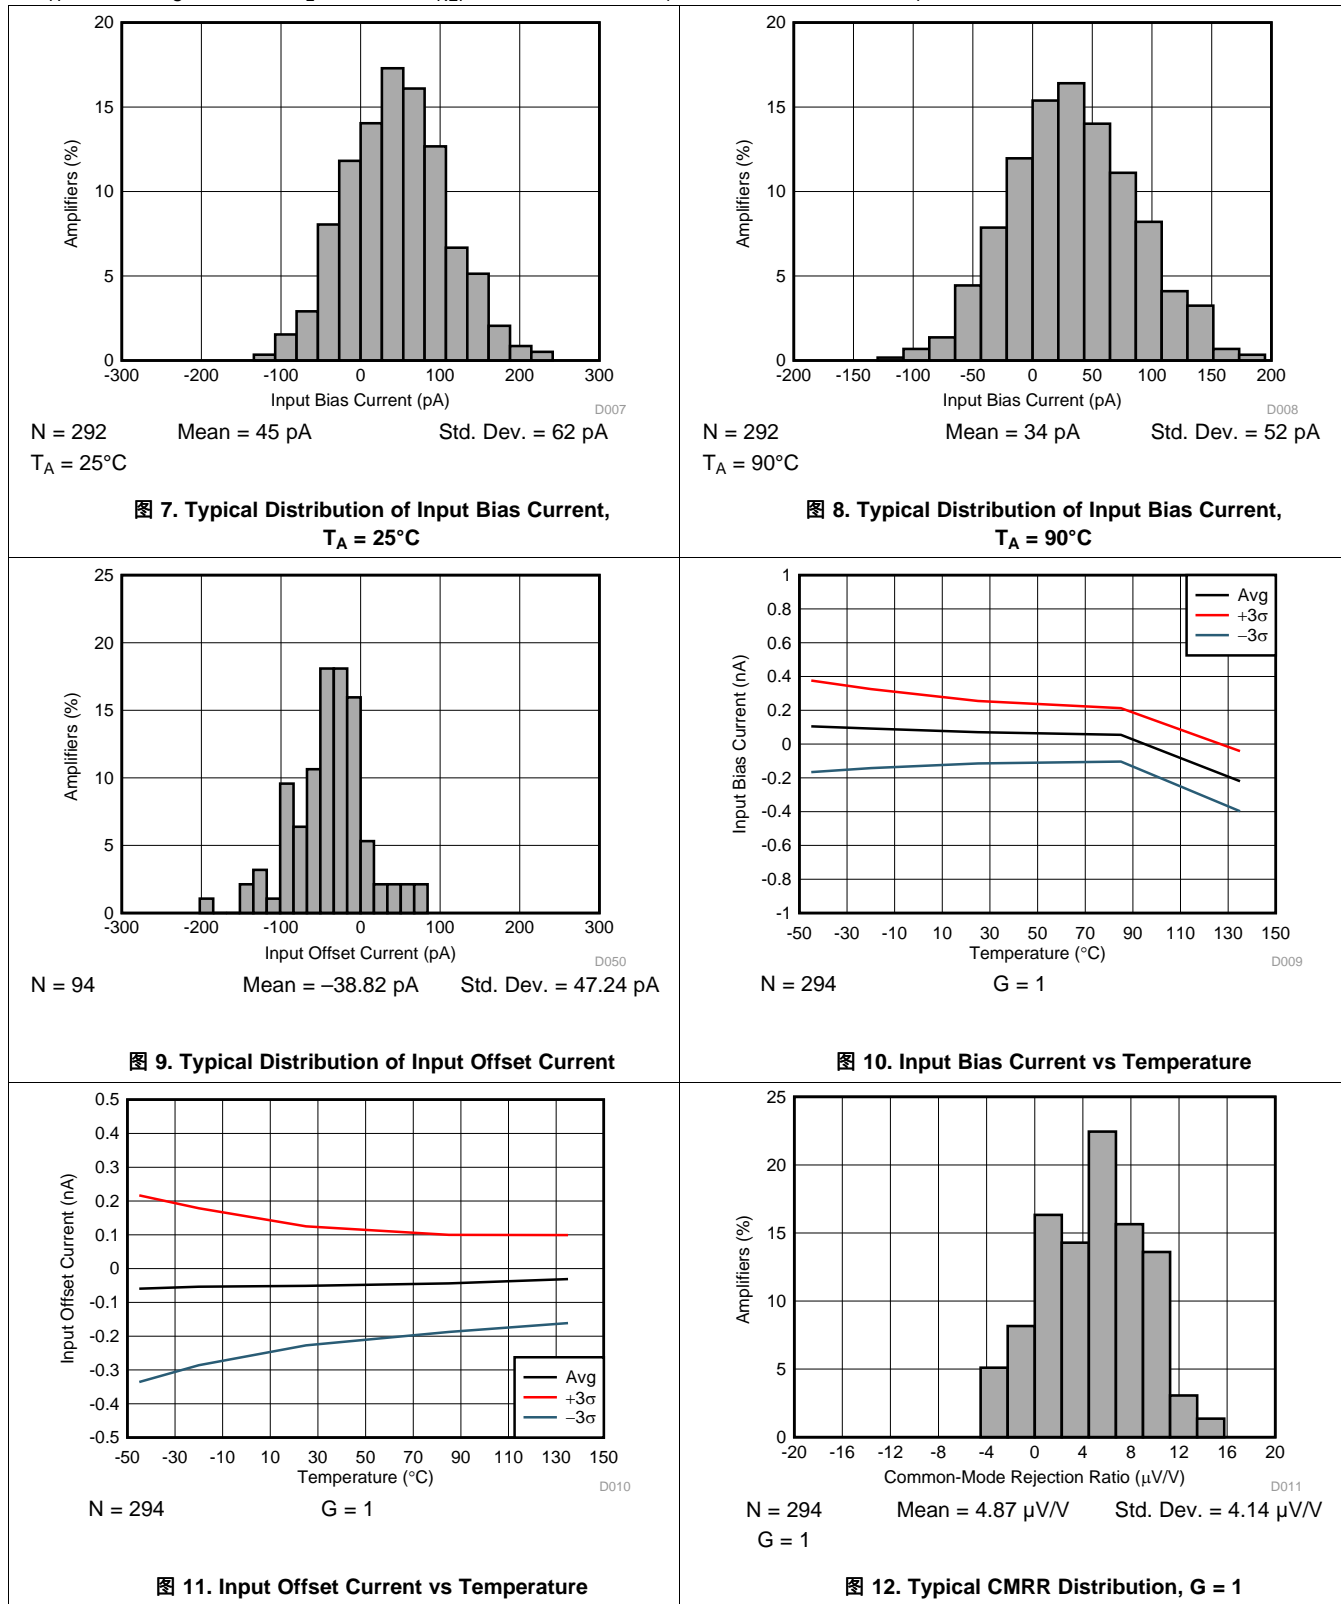 20
15
10
5
0
Amplifiers (%)
-300 -200 -100 0 100 200 300
Input Bias Current (pA)
D007
N = 292 Mean = 45 pA Std. Dev. = 62 pA
TA = 25°C
图 7. Typical Distribution of Input Bias Current,
TA = 25°C
20
15
10
5
0
Amplifiers (%)
-200 -150 -100 -50 0 50 100 150 200
Input Bias Current (pA)
D008
N = 292 Mean = 34 pA Std. Dev. = 52 pA
TA = 90°C
图 8. Typical Distribution of Input Bias Current,
TA = 90°C
25
20
15
10
5
0
Amplifiers (%)
-300 -200 -100 0 100 200 300
Input Offset Current (pA)
D050
N = 94 Mean = –38.82 pA Std. Dev. = 47.24 pA
图 9. Typical Distribution of Input Offset Current
1
0.8
0.6
0.4
0.2
0
-0.2
-0.4
-0.6
-0.8
-1
Input Bias Current (nA)
Avg
+3σ
−3σ
-50 -30 -10 10 30 50 70 90 110 130 150
Temperature (°C)
D009
N = 294 G = 1
图 10. Input Bias Current vs Temperature
0.5
0.4
0.3
0.2
0.1
0
-0.1
-0.2
-0.3
-0.4
-0.5
Input Offset Current (nA)
Avg
+3σ
−3σ
-50 -30 -10 10 30 50 70 90 110 130 150
Temperature (°C)
D010
N = 294 G = 1
图 11. Input Offset Current vs Temperature
25
20
15
10
5
0
Amplifiers (%)
-20 -16 -12 -8 -4 0 4 8 12 16 20
Common-Mode Rejection Ratio (μV/V)
D011
N = 294 Mean = 4.87 μV/V Std. Dev. = 4.14 μV/V
G = 1
图 12. Typical CMRR Distribution, G = 1